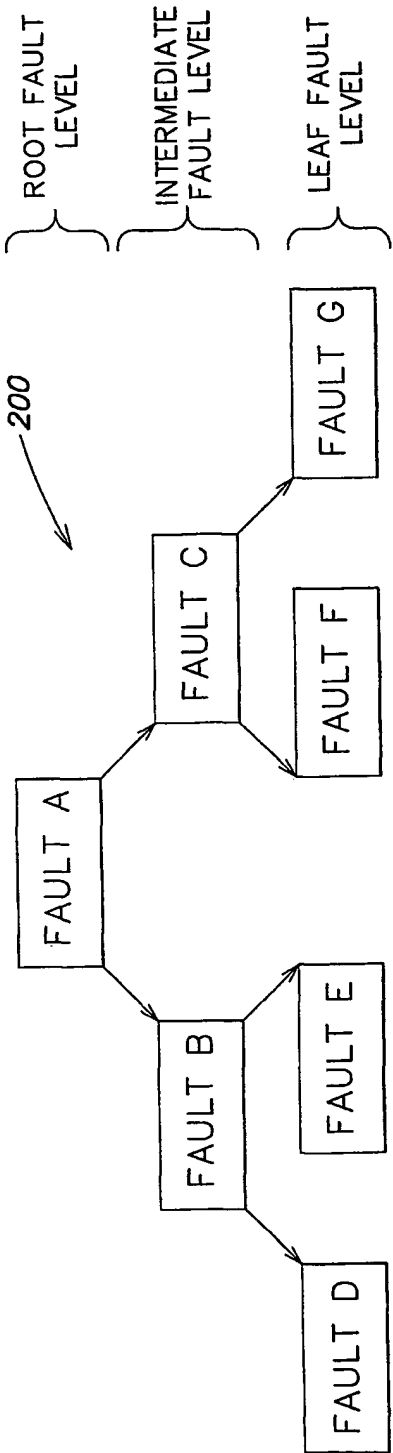 200
ROOT FAULT
LEVEL
FAULT A
INTERMEDIATE
FAULT LEVEL
FAULT B
FAULT C
LEAF FAULT
LEVEL
FAULT D
FAULT E
FAULT F
FAULT G